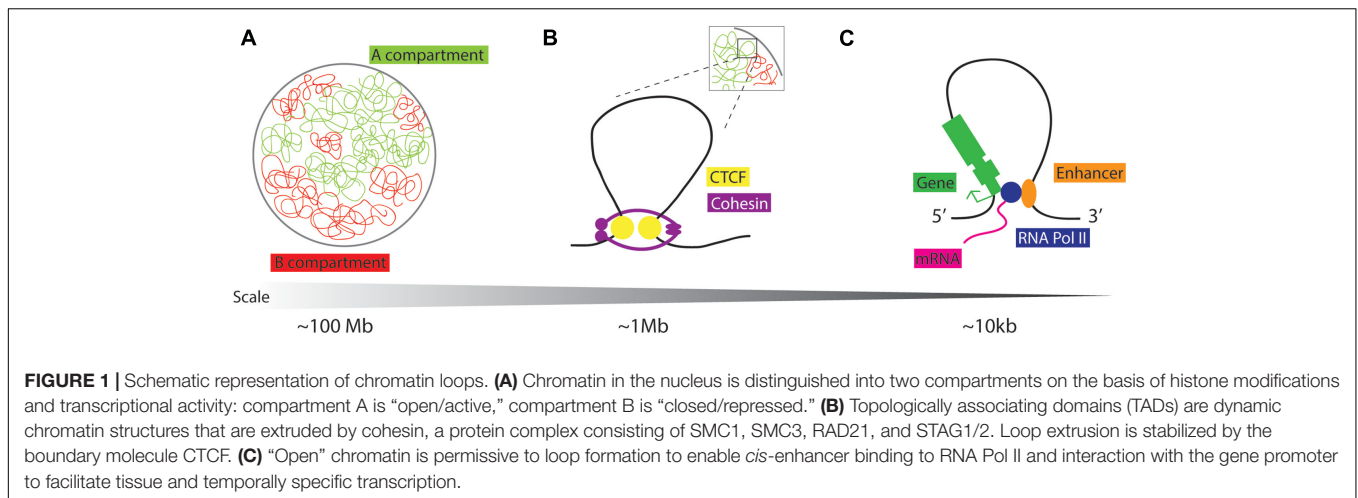 A
A compartment
B compartment
B
CTCF
Cohesin
C
Gene
Enhancer
5’
3’
RNA Pol II
mRNA
Scale
~100 Mb
~1Mb
~10kb
FIGURE 1 | Schematic representation of chromatin loops. (A) Chromatin in the nucleus is distinguished into two compartments on the basis of histone modifications
and transcriptional activity: compartment A is “open/active,” compartment B is “closed/repressed.” (B) Topologically associating domains (TADs) are dynamic
chromatin structures that are extruded by cohesin, a protein complex consisting of SMC1, SMC3, RAD21, and STAG1/2. Loop extrusion is stabilized by the
boundary molecule CTCF. (C) “Open” chromatin is permissive to loop formation to enable cis-enhancer binding to RNA Pol II and interaction with the gene promoter
to facilitate tissue and temporally specific transcription.